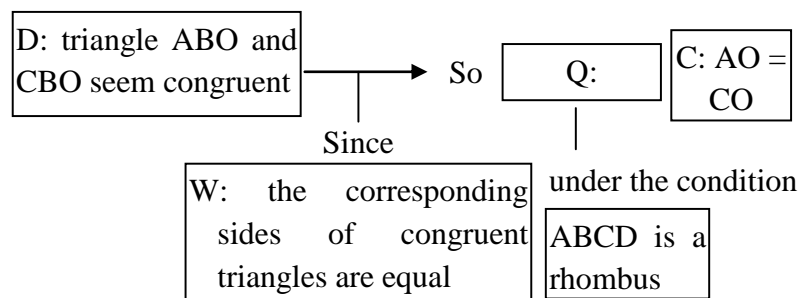 D: triangle ABO and
CBO seem congruent
So
Q:
C: AO =
CO
Since
W: the corresponding
sides of congruent
triangles are equal
under the condition
ABCD is a
rhombus